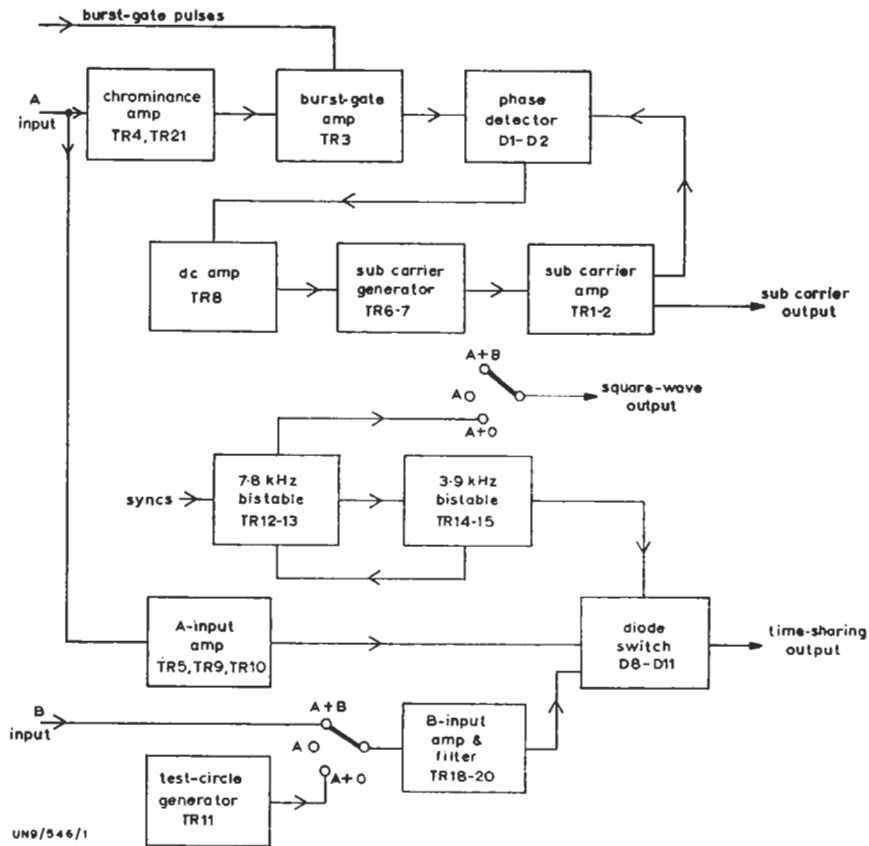 burst-gate pulses
A
input
chrominance
amp
TR4, TR21
burst-gate
amp
TR3
phase
detector
D1-D2
dc amp
TR8
sub carrier
generator
TR6-7
sub carrier
amp
TR1-2
sub carrier
output
A+B
A
A+O
square-wave
output
syncs
7·8 kHz
bistable
TR12-13
3·9 kHz
bistable
TR14-15
A-input
amp
TR5, TR9, TR10
diode
switch
D8-D11
time-sharing
output
B
input
A+B
A
A+O
B-input
amp &
filter
TR18-20
test-circle
generator
TR11
UN9/546/1